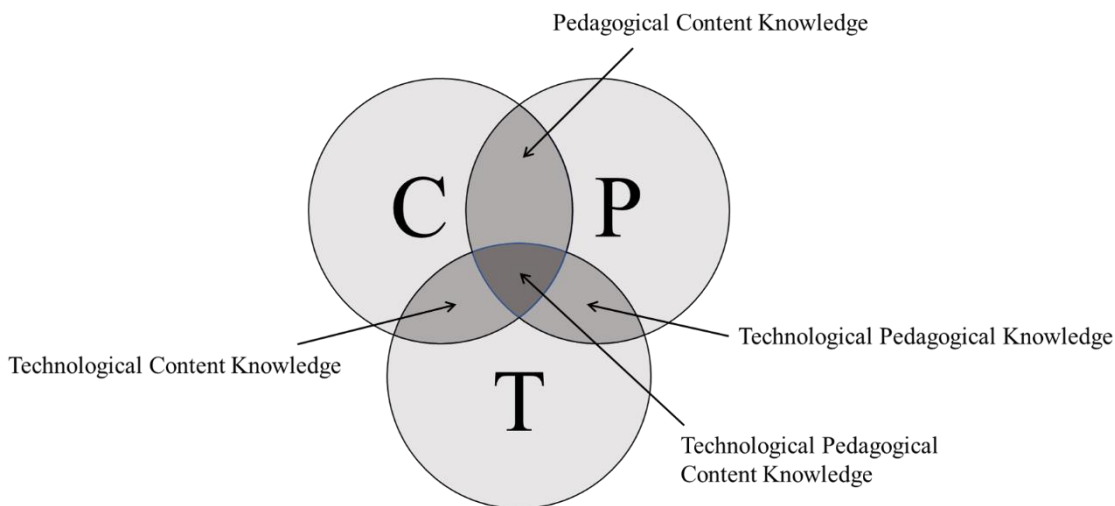 Pedagogical Content Knowledge
C
P
Technological Pedagogical Knowledge
Technological Content Knowledge
T
Technological Pedagogical
Content Knowledge